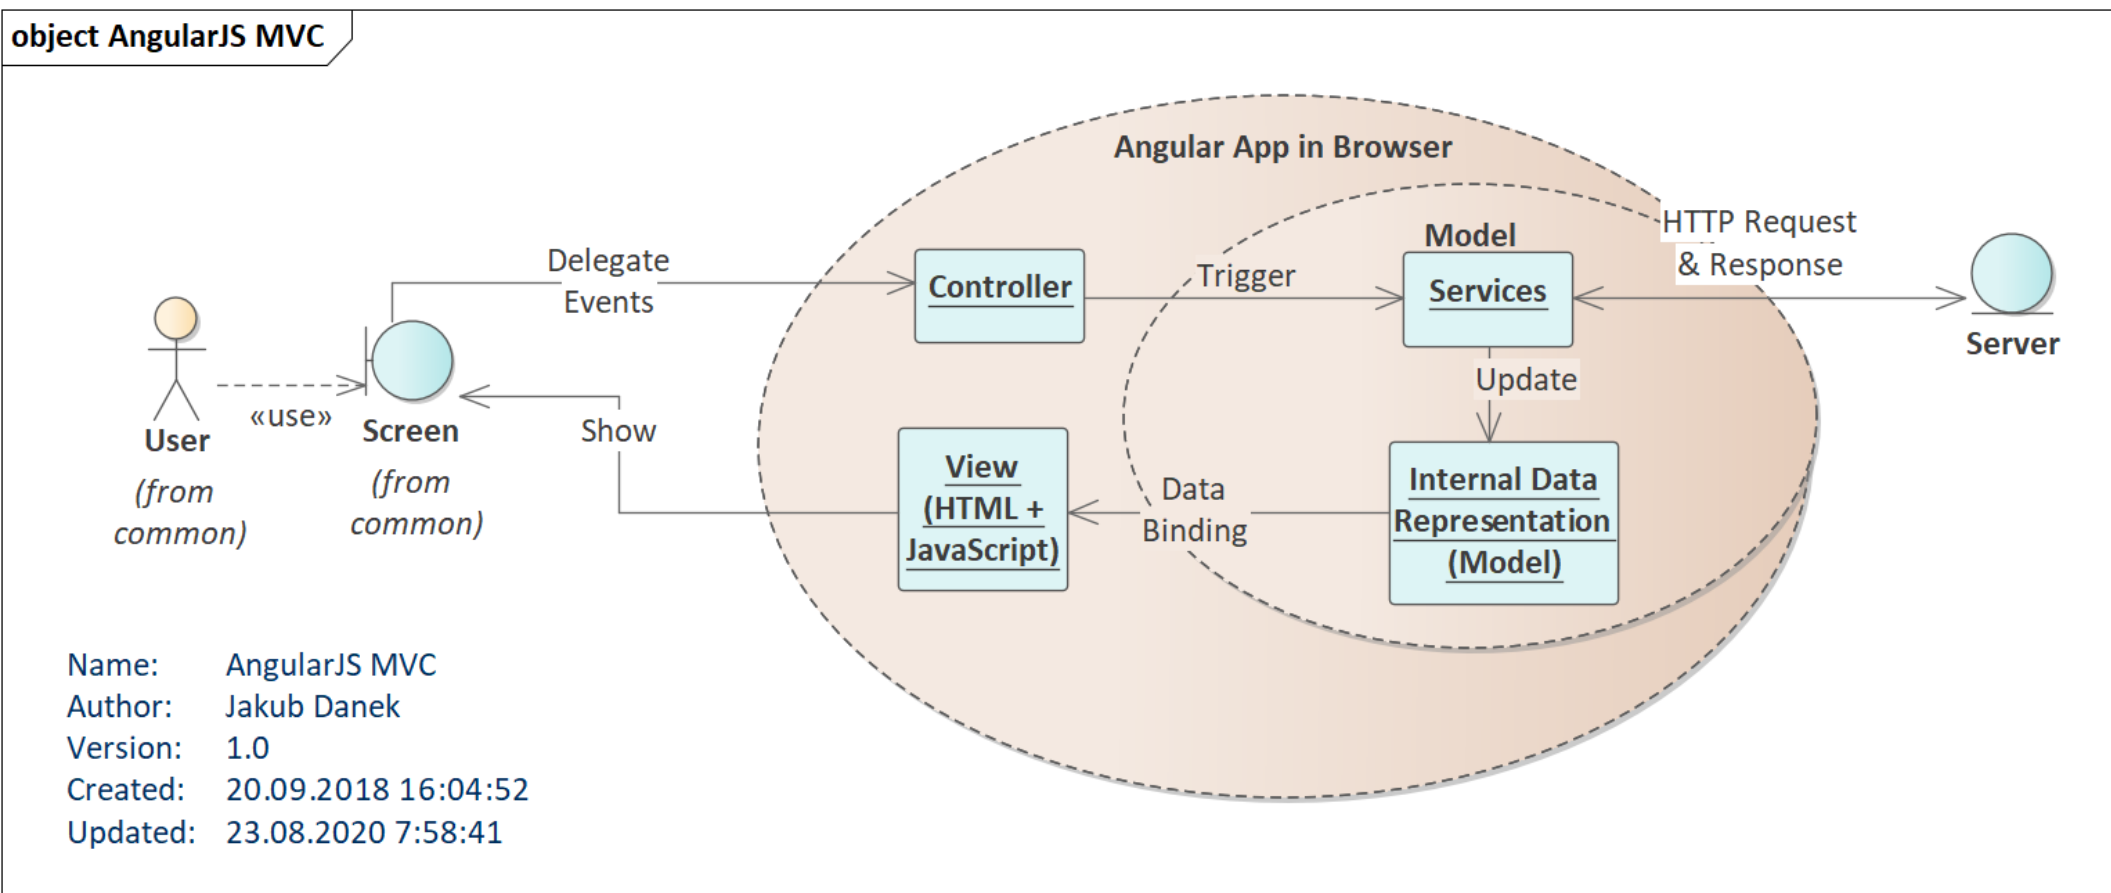 object AngularJS MVC
Angular App in Browser
Model
HTTP Request
& Response
Delegate
Events
Controller
Trigger
Services
Server
Update
«use»
User
(from
common)
Screen
(from
common)
Show
View
(HTML +
JavaScript)
Data
Binding
Internal Data
Representation
(Model)
Name: AngularJS MVC
Author: Jakub Danek
Version: 1.0
Created: 20.09.2018 16:04:52
Updated: 23.08.2020 7:58:41